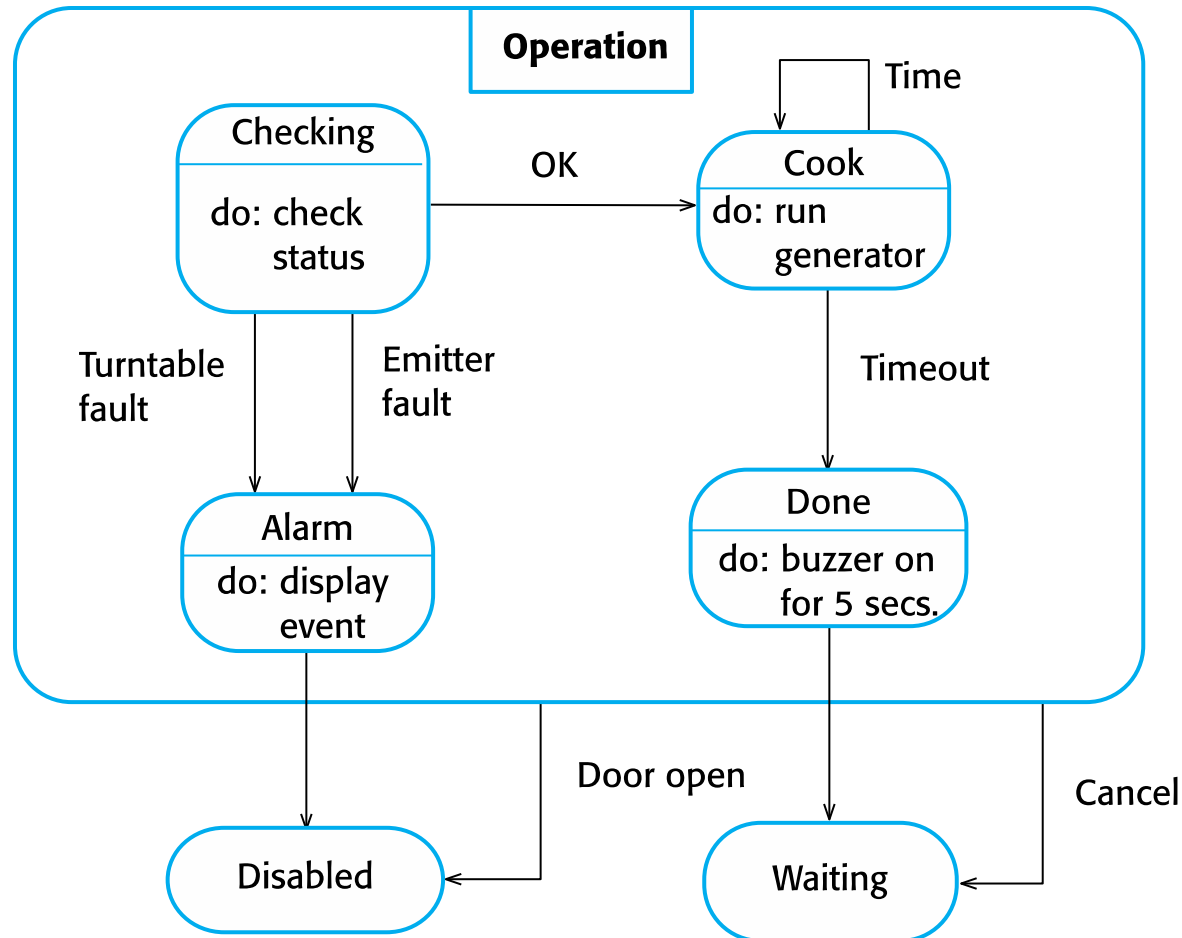 Operation
Time
Checking
do: check
status
OK
Cook
do: run
generator
Turntable
fault
Emitter
fault
Timeout
Alarm
do: display
event
Done
do: buzzer on
for 5 secs.
Door open
Cancel
Disabled
Waiting